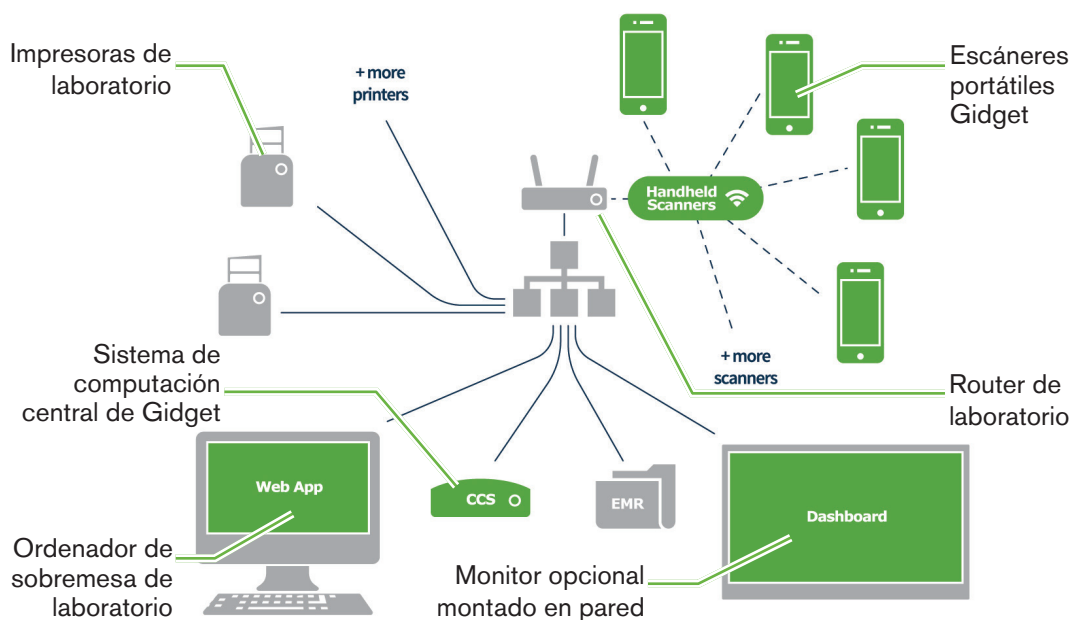 Impresoras de
laboratorio
+ more
printers
Escáneres
portátiles
Gidget
Handheld
Scanners
+ more
scanners
Sistema de
computación
central de Gidget
Router de
laboratorio
Web App
CCS
EMR
Dashboard
Ordenador de
sobremesa de
laboratorio
Monitor opcional
montado en pared